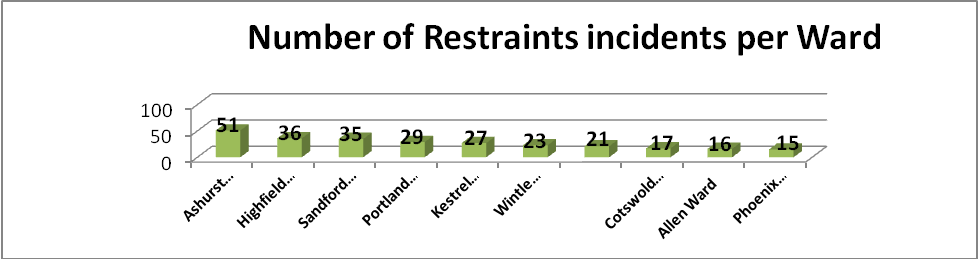 Number of Restraints incidents per Ward
100
50
0
51
36
35
29
27
23
21
17
16
15
Ashurst...
Highfield...
Sandford...
Portland...
Kestrel...
Wintle...
Cotswold...
Allen Ward
Phoenix...